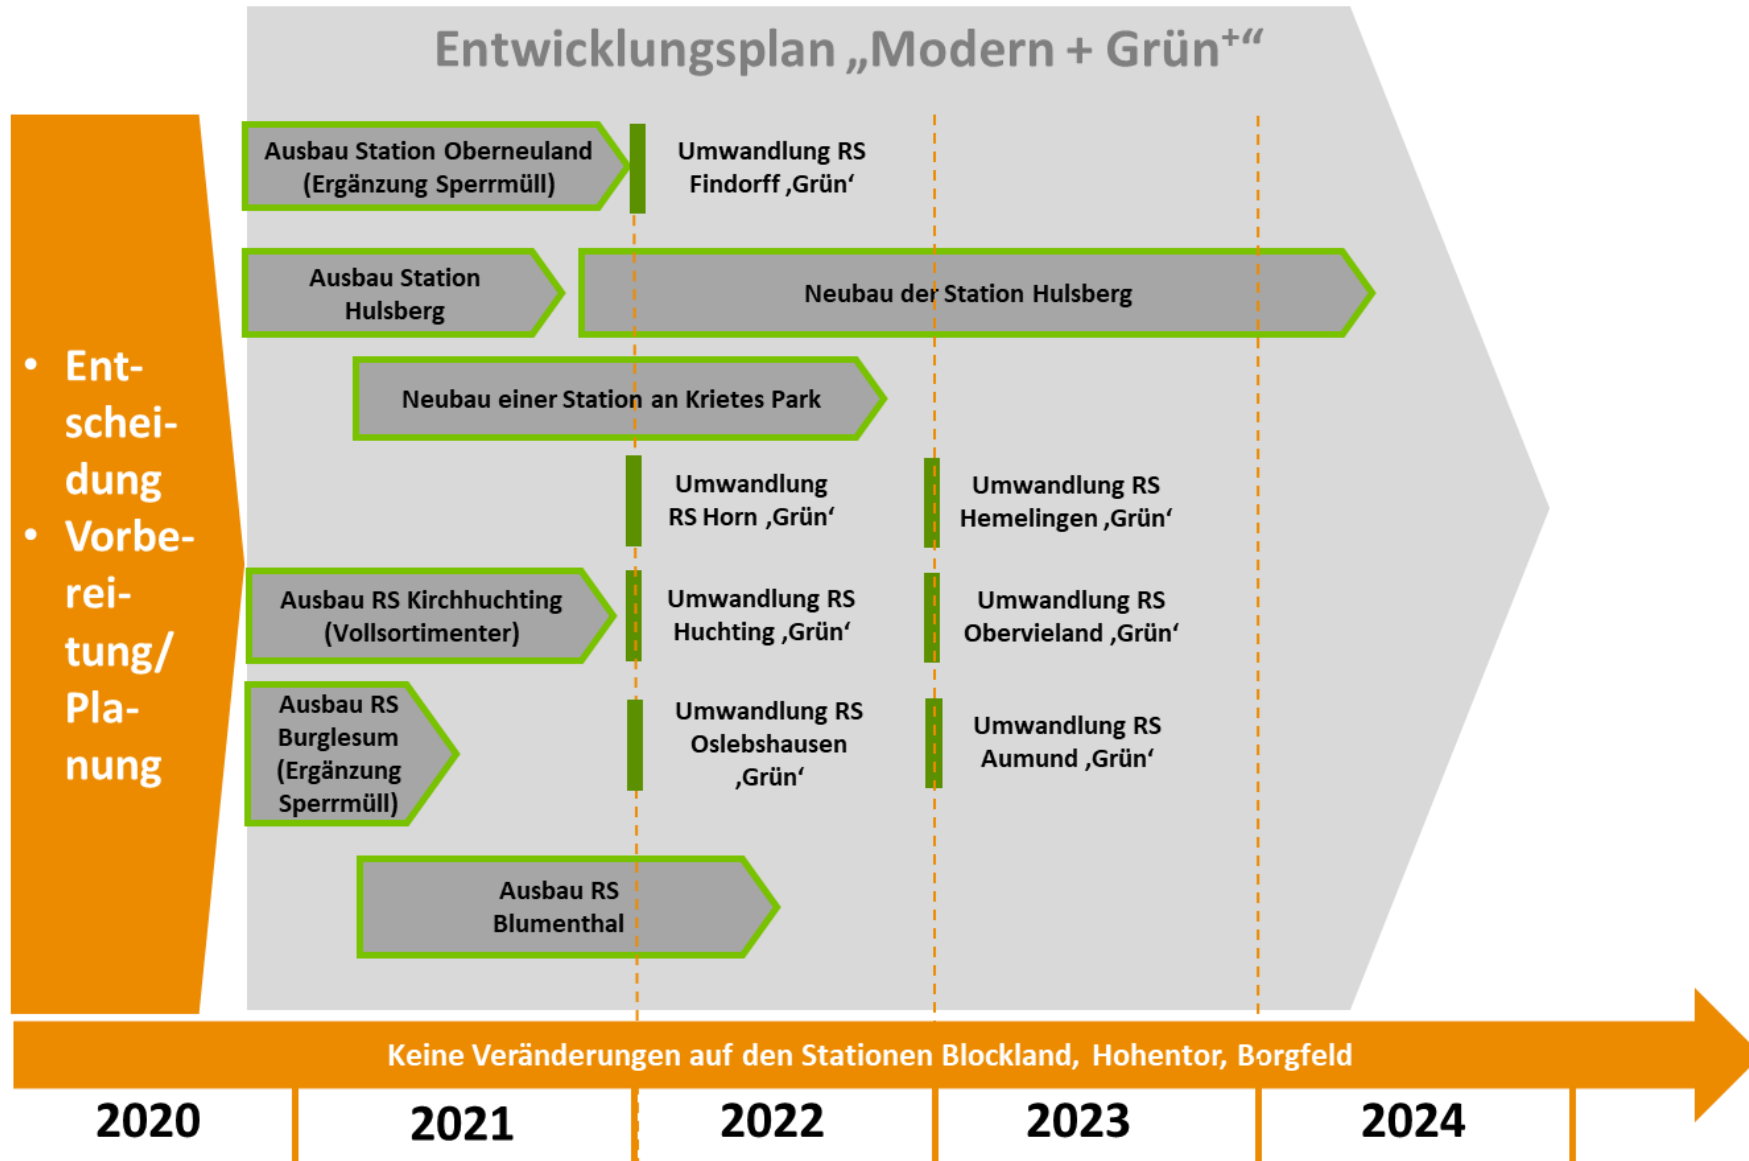 Entwicklungsplan „Modern + Grün⁺“
• Ent-
schei-
dung
• Vorbe-
rei-
tung/
Pla-
nung
Ausbau Station Oberneuland
(Ergänzung Sperrmüll)
Umwandlung RS
Findorff ‚Grün‘
Ausbau Station
Hulsberg
Neubau der Station Hulsberg
Neubau einer Station an Krietes Park
Umwandlung
RS Horn ‚Grün‘
Umwandlung RS
Hemelingen ‚Grün‘
Ausbau RS Kirchhuchting
(Vollsortimenter)
Umwandlung RS
Huchting ‚Grün‘
Umwandlung RS
Obervieland ‚Grün‘
Ausbau RS
Burglesum
(Ergänzung
Sperrmüll)
Umwandlung RS
Oslebshausen
‚Grün‘
Umwandlung RS
Aumund ‚Grün‘
Ausbau RS
Blumenthal
Keine Veränderungen auf den Stationen Blockland, Hohentor, Borgfeld
2020 2021 2022 2023 2024